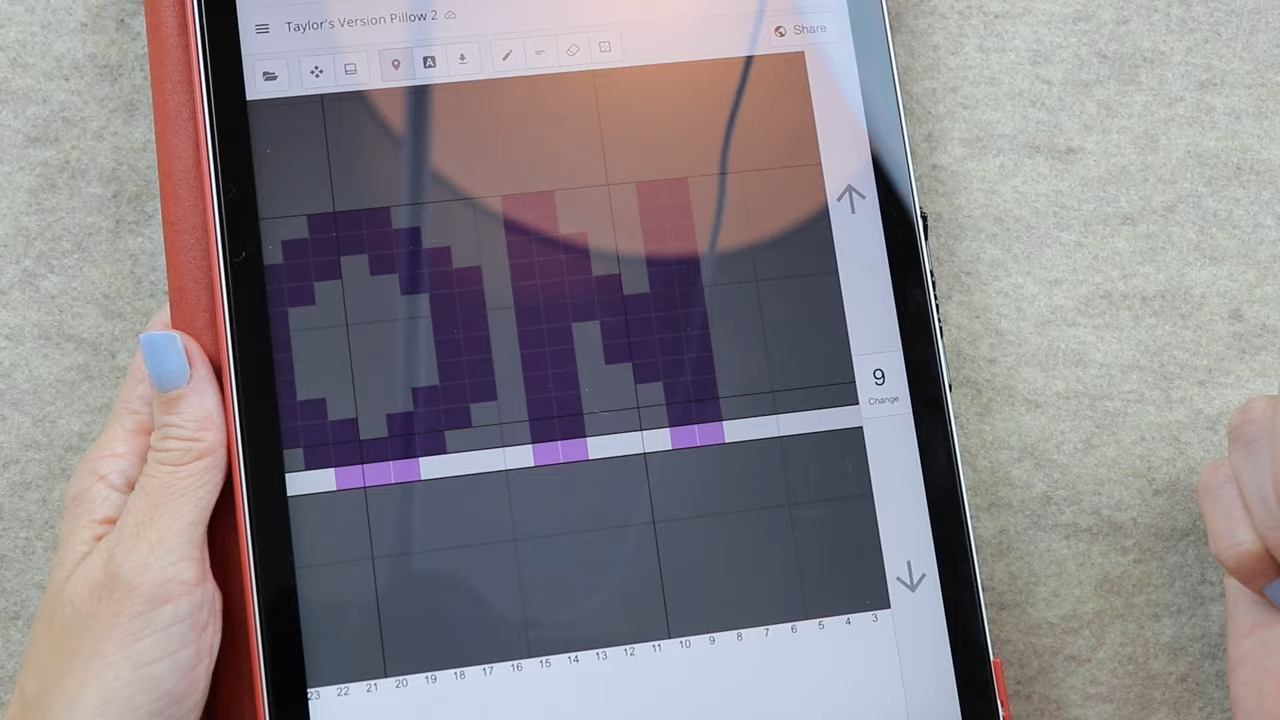 Taylor's Version Pillow 2
Share
A
ON
9
Change
23 22 21 20 19 18 17 16 15 14 13 12 11 10 9 8 7 6 5 4 3